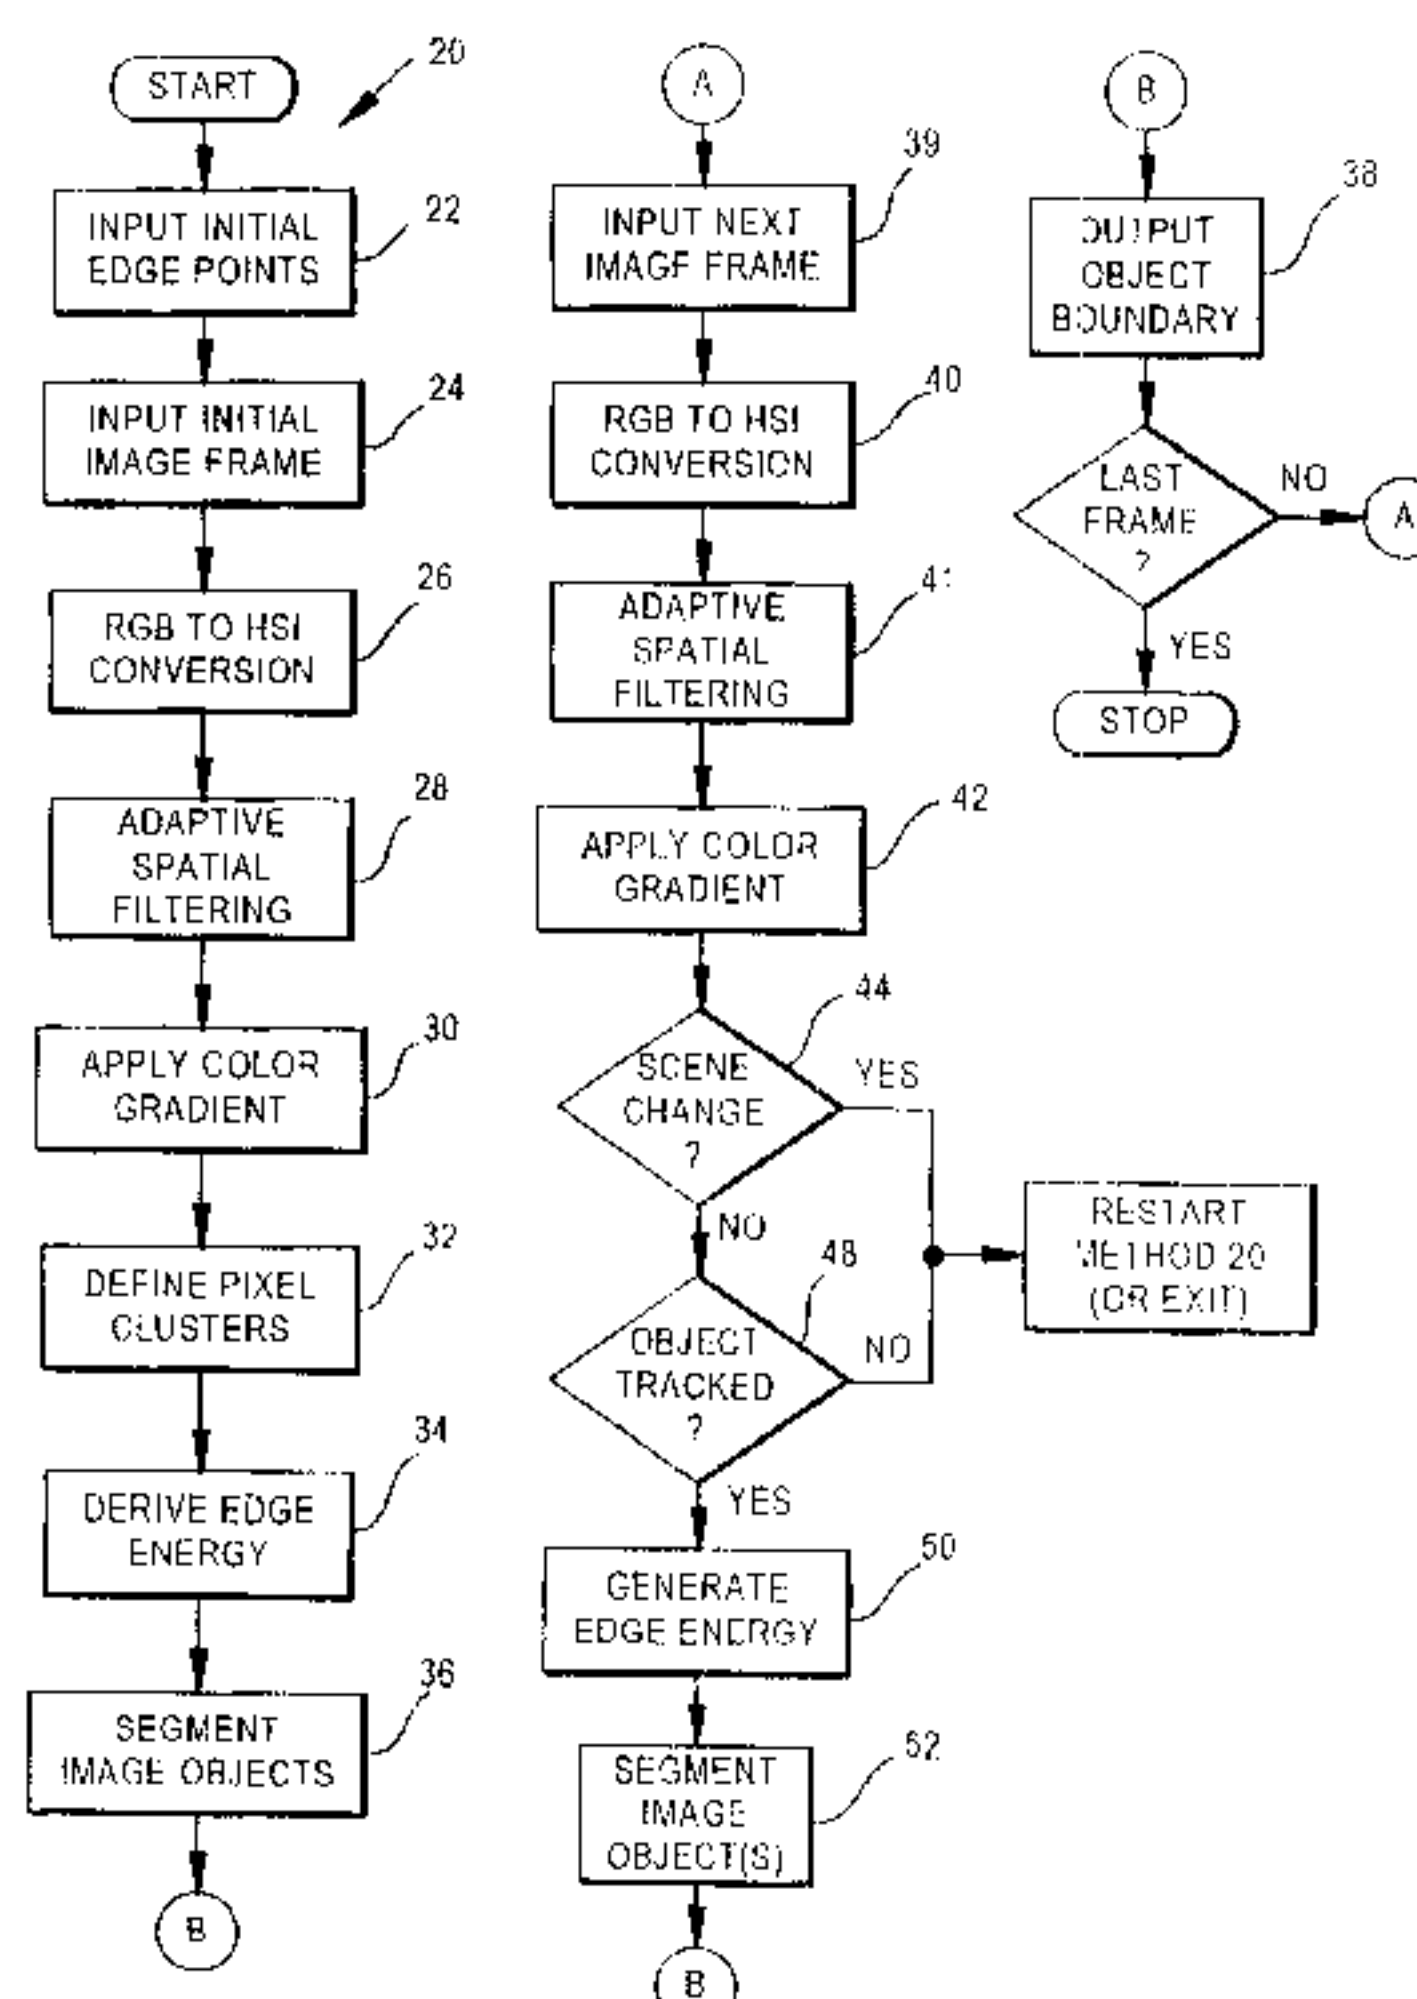 START
20
INPUT INITIAL
EDGE POINTS
22
INPUT INITIAL
IMAGE FRAME
24
RGB TO HSI
CONVERSION
26
ADAPTIVE
SPATIAL
FILTERING
28
APPLY COLOR
GRADIENT
30
DEFINE PIXEL
CLUSTERS
32
DERIVE EDGE
ENERGY
34
SEGMENT
IMAGE OBJECTS
36
B
A
INPUT NEXT
IMAGE FRAME
39
RGB TO HSI
CONVERSION
40
ADAPTIVE
SPATIAL
FILTERING
41
APPLY COLOR
GRADIENT
42
SCENE
CHANGE
?
44
YES
NO
OBJECT
TRACKED
?
48
NO
YES
RESTART
METHOD 20
(OR EXIT)
GENERATE
EDGE ENERGY
50
SEGMENT
IMAGE
OBJECT(S)
52
B
B
OUTPUT
OBJECT
BOUNDARY
38
LAST
FRAME
?
NO
A
YES
STOP